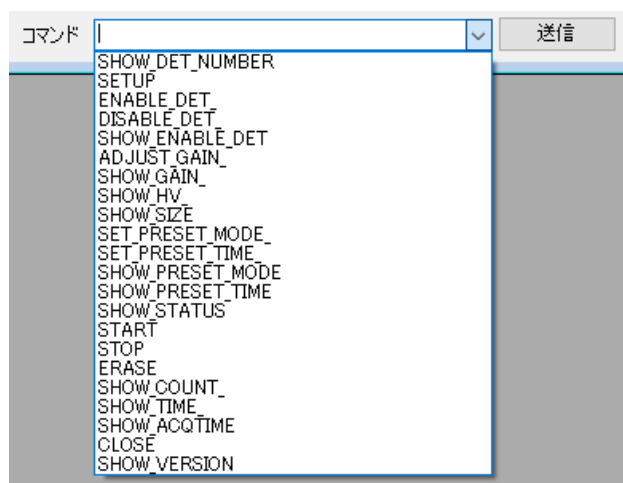 コマンド
送信
SHOW_DET_NUMBER
SETUP
ENABLE_DET_
DISABLE_DET_
SHOW_ENABLE_DET
ADJUST_GAIN_
SHOW_GAIN_
SHOW_HV_
SHOW_SIZE
SET_PRESET_MODE_
SET_PRESET_TIME_
SHOW_PRESET_MODE
SHOW_PRESET_TIME
SHOW_STATUS
START
STOP
ERASE
SHOW_COUNT_
SHOW_TIME_
SHOW_ACQTIME
CLOSE
SHOW_VERSION